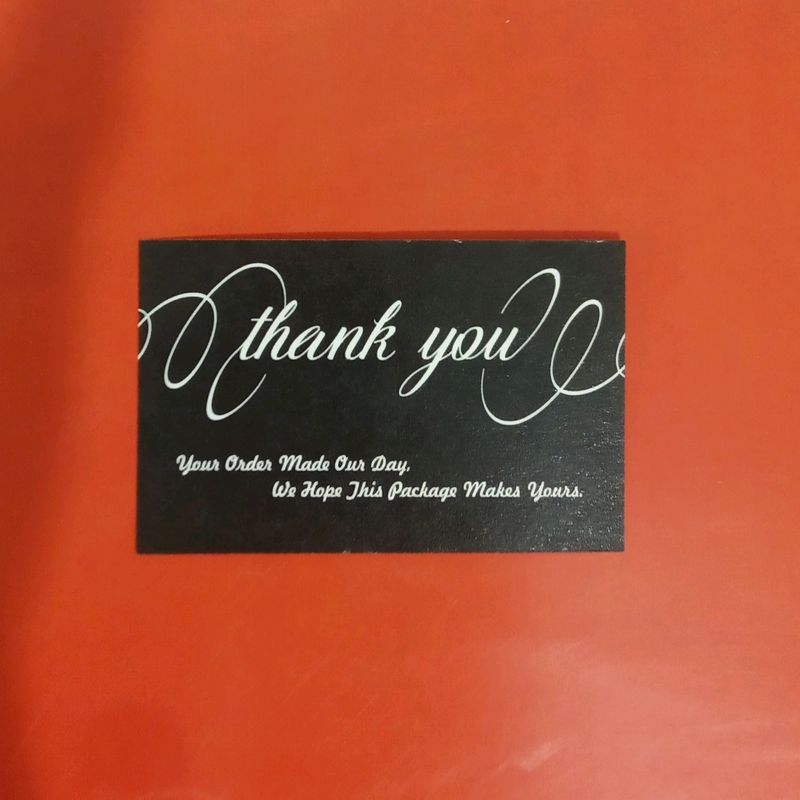 thank you
Your Order Made Our Day,
We Hope This Package Makes Yours.